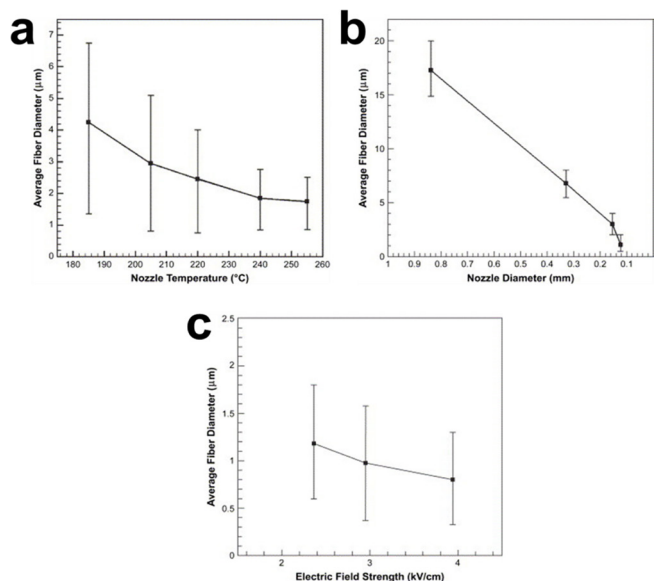 a
Average Fiber Diameter (μm)
7
6
5
4
3
2
1
0
180 190 200 210 220 230 240 250 260
Nozzle Temperature (°C)
b
Average Fiber Diameter (μm)
20
15
10
5
0
1 0.9 0.8 0.7 0.6 0.5 0.4 0.3 0.2 0.1
Nozzle Diameter (mm)
c
Average Fiber Diameter (μm)
2.5
2
1.5
1
0.5
0
2 3 4
Electric Field Strength (kV/cm)